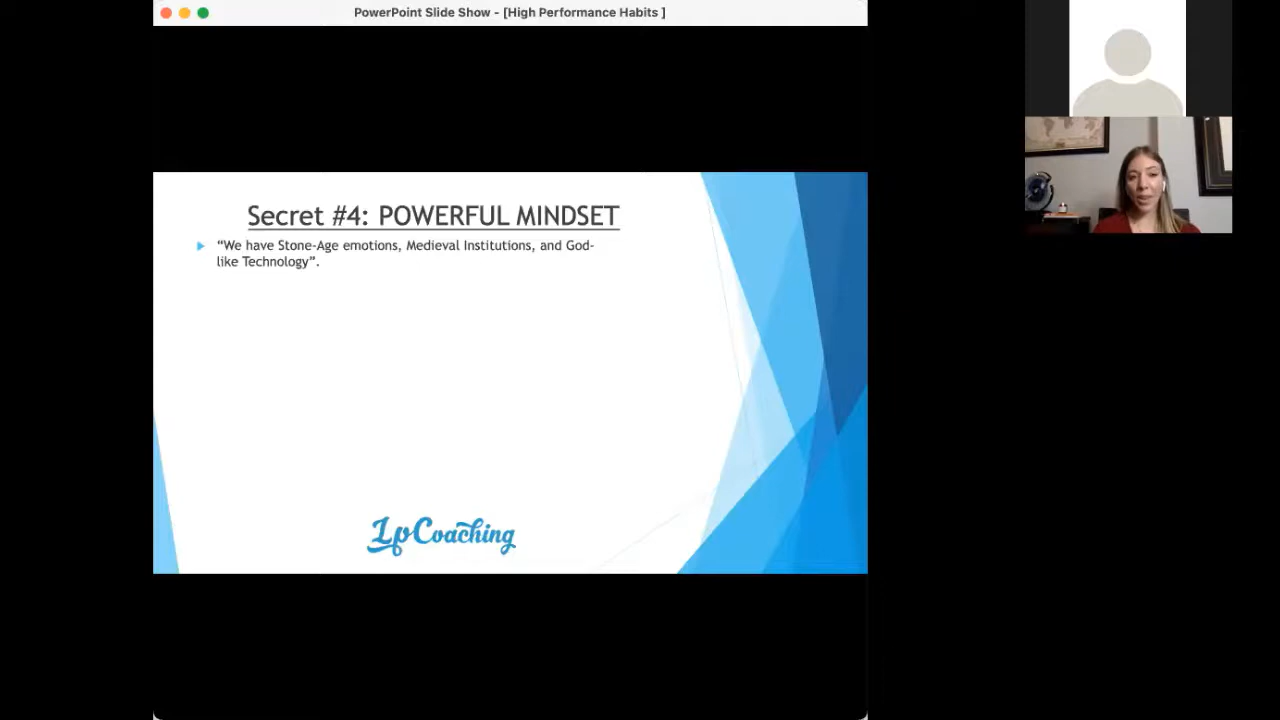 PowerPoint Slide Show - [High Performance Habits ]
Secret #4: POWERFUL MINDSET
“We have Stone-Age emotions, Medieval Institutions, and God-
like Technology”.
LpCoaching